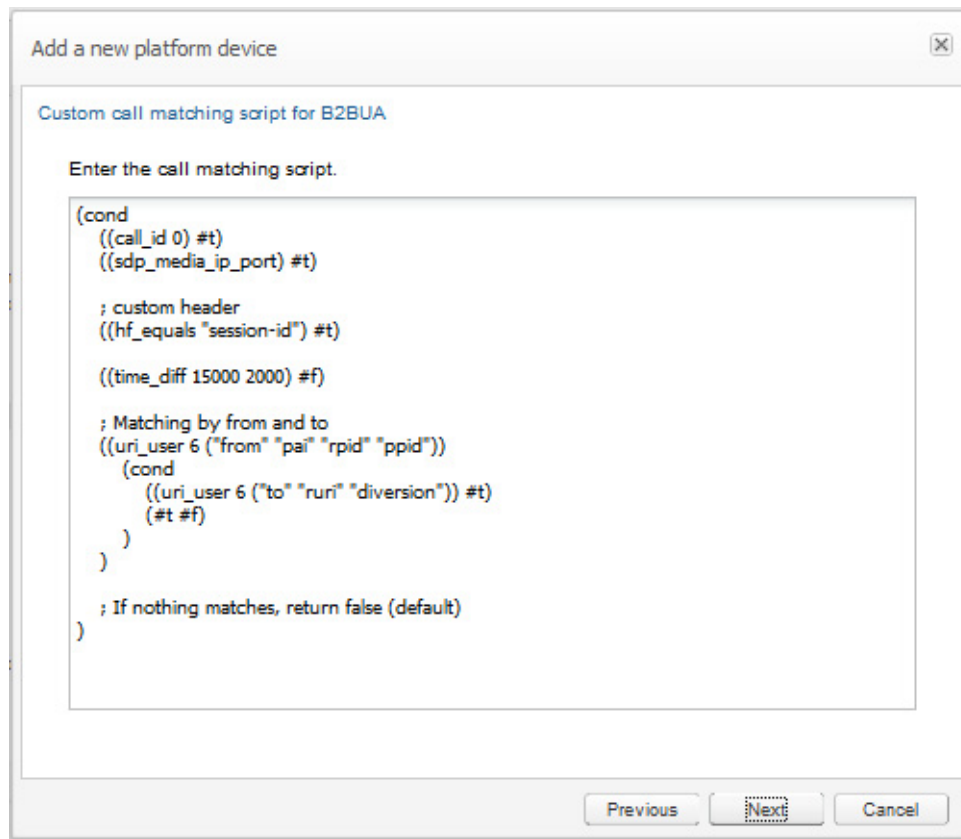 Add a new platform device
Custom call matching script for B2BUA
Enter the call matching script.
(cond
((call_id 0) #t)
((sdp_media_ip_port) #t)
; custom header
((hf_equals "session-id") #t)
((time_diff 15000 2000) #f)
; Matching by from and to
((uri_user 6 ("from" "pai" "rpid" "ppid"))
(cond
((uri_user 6 ("to" "ruri" "diversion")) #t)
(#t #f)
)
)
; If nothing matches, return false (default)
)
Previous Next Cancel